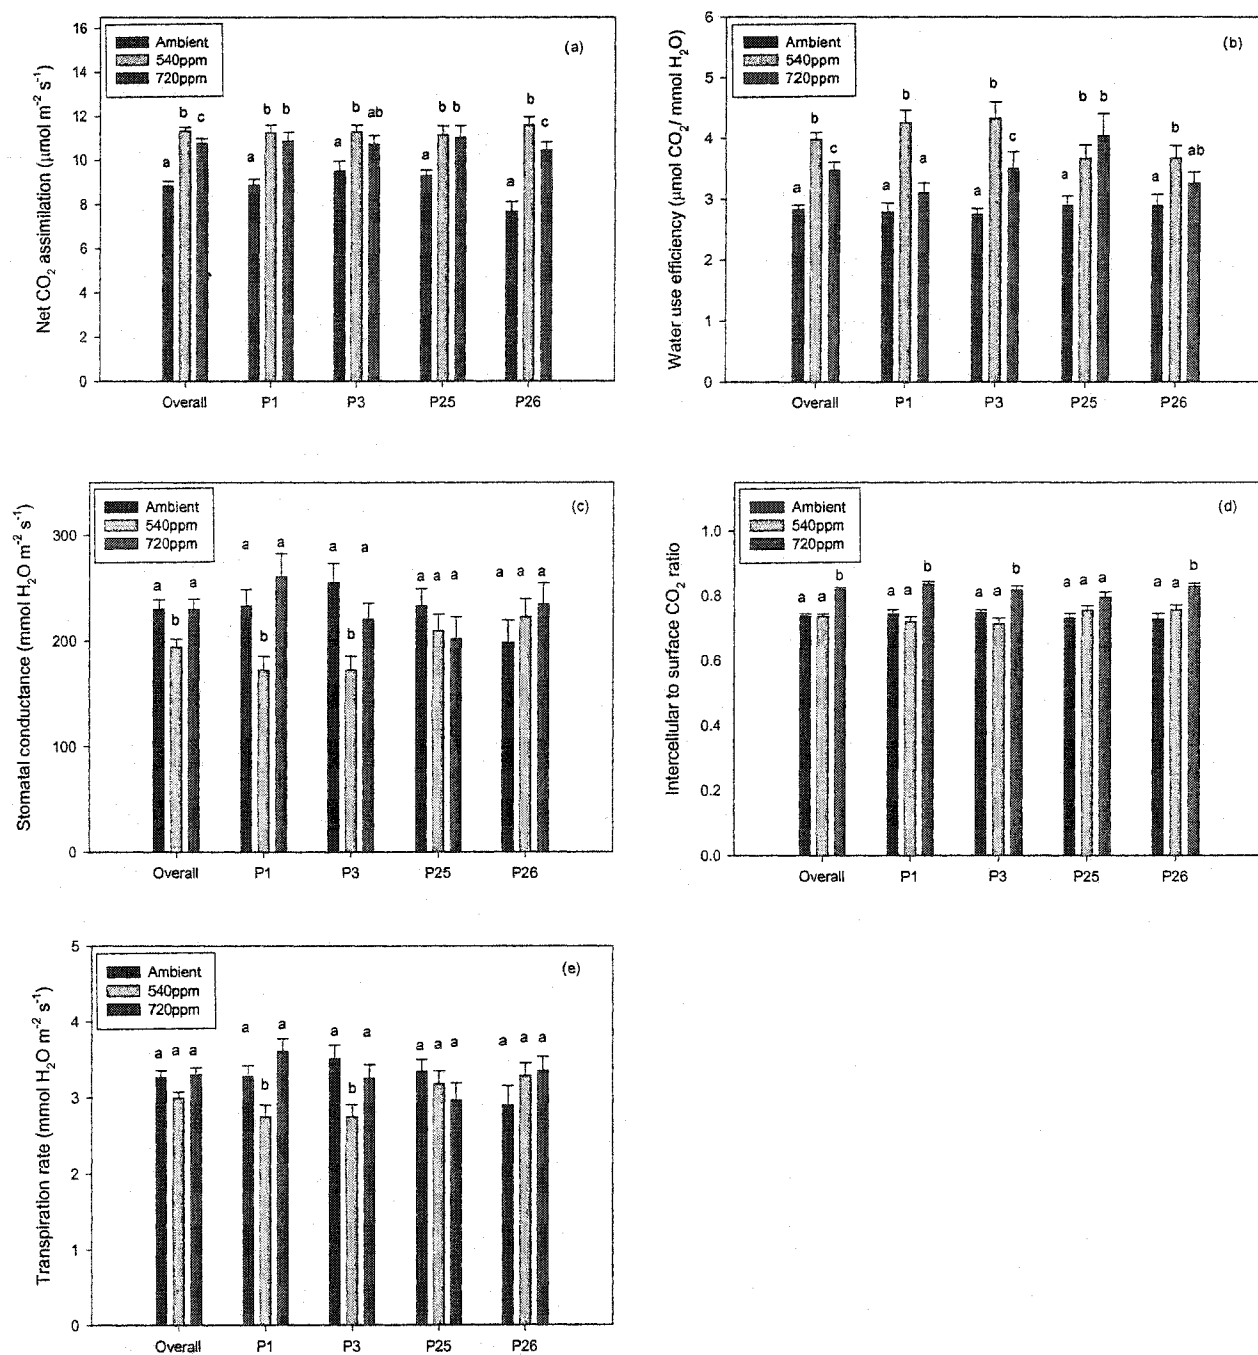 (a)
Ambient
540ppm
720ppm
Net CO₂ assimilation (µmol m⁻² s⁻¹)
16
14
12
10
8
6
4
2
0
a b c
a b b
a b ab
a b b
a b c
Overall P1 P3 P25 P26
(b)
Ambient
540ppm
720ppm
Water use efficiency (µmol CO₂/ mmol H₂O)
6
5
4
3
2
1
0
a b c
a b a
a b c
a b b
a b ab
Overall P1 P3 P25 P26
(c)
Ambient
540ppm
720ppm
Stomatal conductance (mmol H₂O m⁻² s⁻¹)
300
200
100
0
a b a
a b a
a b a
a a a
a a a
Overall P1 P3 P25 P26
(d)
Ambient
540ppm
720ppm
Intercellular to surface CO₂ ratio
1.0
0.8
0.6
0.4
0.2
0.0
a a b
a a b
a a b
a a a
a a b
Overall P1 P3 P25 P26
(e)
Ambient
540ppm
720ppm
Transpiration rate (mmol H₂O m⁻² s⁻¹)
5
4
3
2
1
0
a a a
a b a
a b a
a a a
a a a
Overall P1 P3 P25 P26